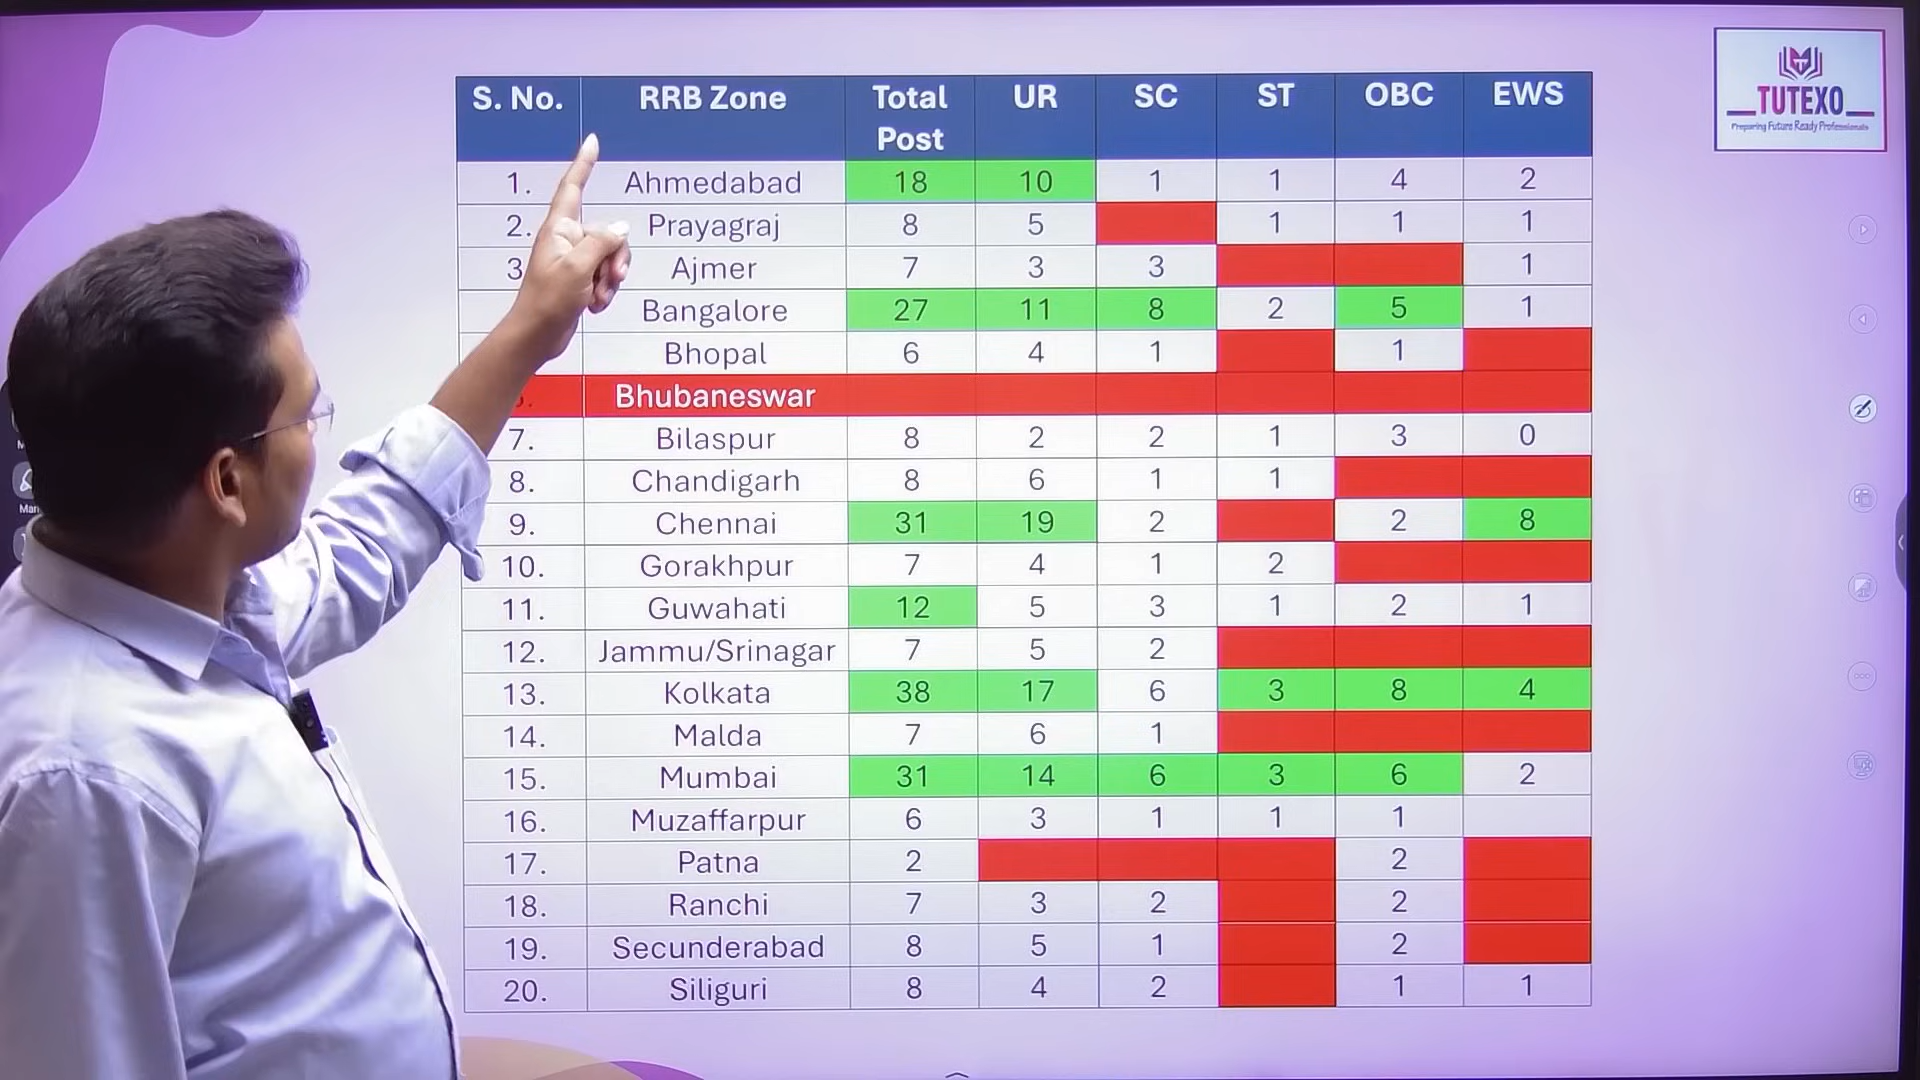 TUTEXO
Preparing Future Ready Professionals
S. No. RRB Zone Total Post UR SC ST OBC EWS
1. Ahmedabad 18 10 1 1 4 2
2. Prayagraj 8 5 1 1 1
3 Ajmer 7 3 3 1
Bangalore 27 11 8 2 5 1
Bhopal 6 4 1 1
Bhubaneswar
7. Bilaspur 8 2 2 1 3 0
8. Chandigarh 8 6 1 1
9. Chennai 31 19 2 2 8
10. Gorakhpur 7 4 1 2
11. Guwahati 12 5 3 1 2 1
12. Jammu/Srinagar 7 5 2
13. Kolkata 38 17 6 3 8 4
14. Malda 7 6 1
15. Mumbai 31 14 6 3 6 2
16. Muzaffarpur 6 3 1 1 1
17. Patna 2 2
18. Ranchi 7 3 2 2
19. Secunderabad 8 5 1 2
20. Siliguri 8 4 2 1 1